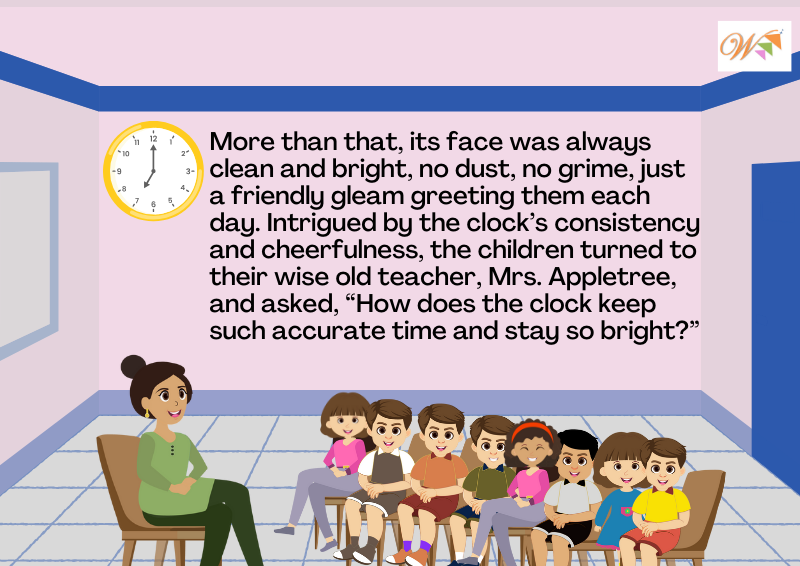 W
12
1
2
3
4
5
6
7
8
9
10
11
More than that, its face was always
clean and bright, no dust, no grime, just
a friendly gleam greeting them each
day. Intrigued by the clock’s consistency
and cheerfulness, the children turned to
their wise old teacher, Mrs. Appletree,
and asked, “How does the clock keep
such accurate time and stay so bright?”